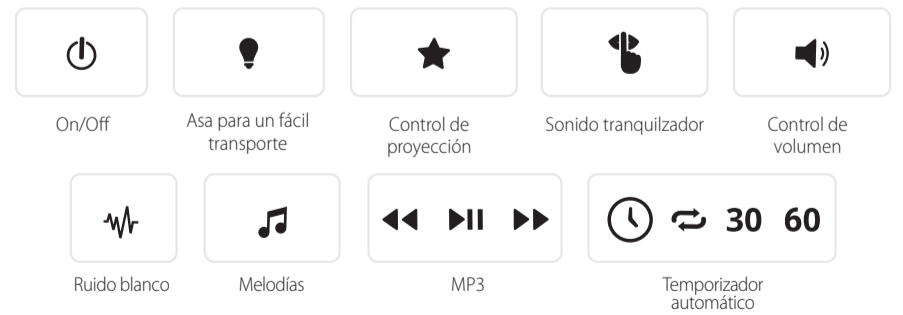 On/Off
Asa para un fácil
transporte
Control de
proyección
Sonido tranquilzador
Control de
volumen
30 60
Ruido blanco
Melodías
MP3
Temporizador
automático